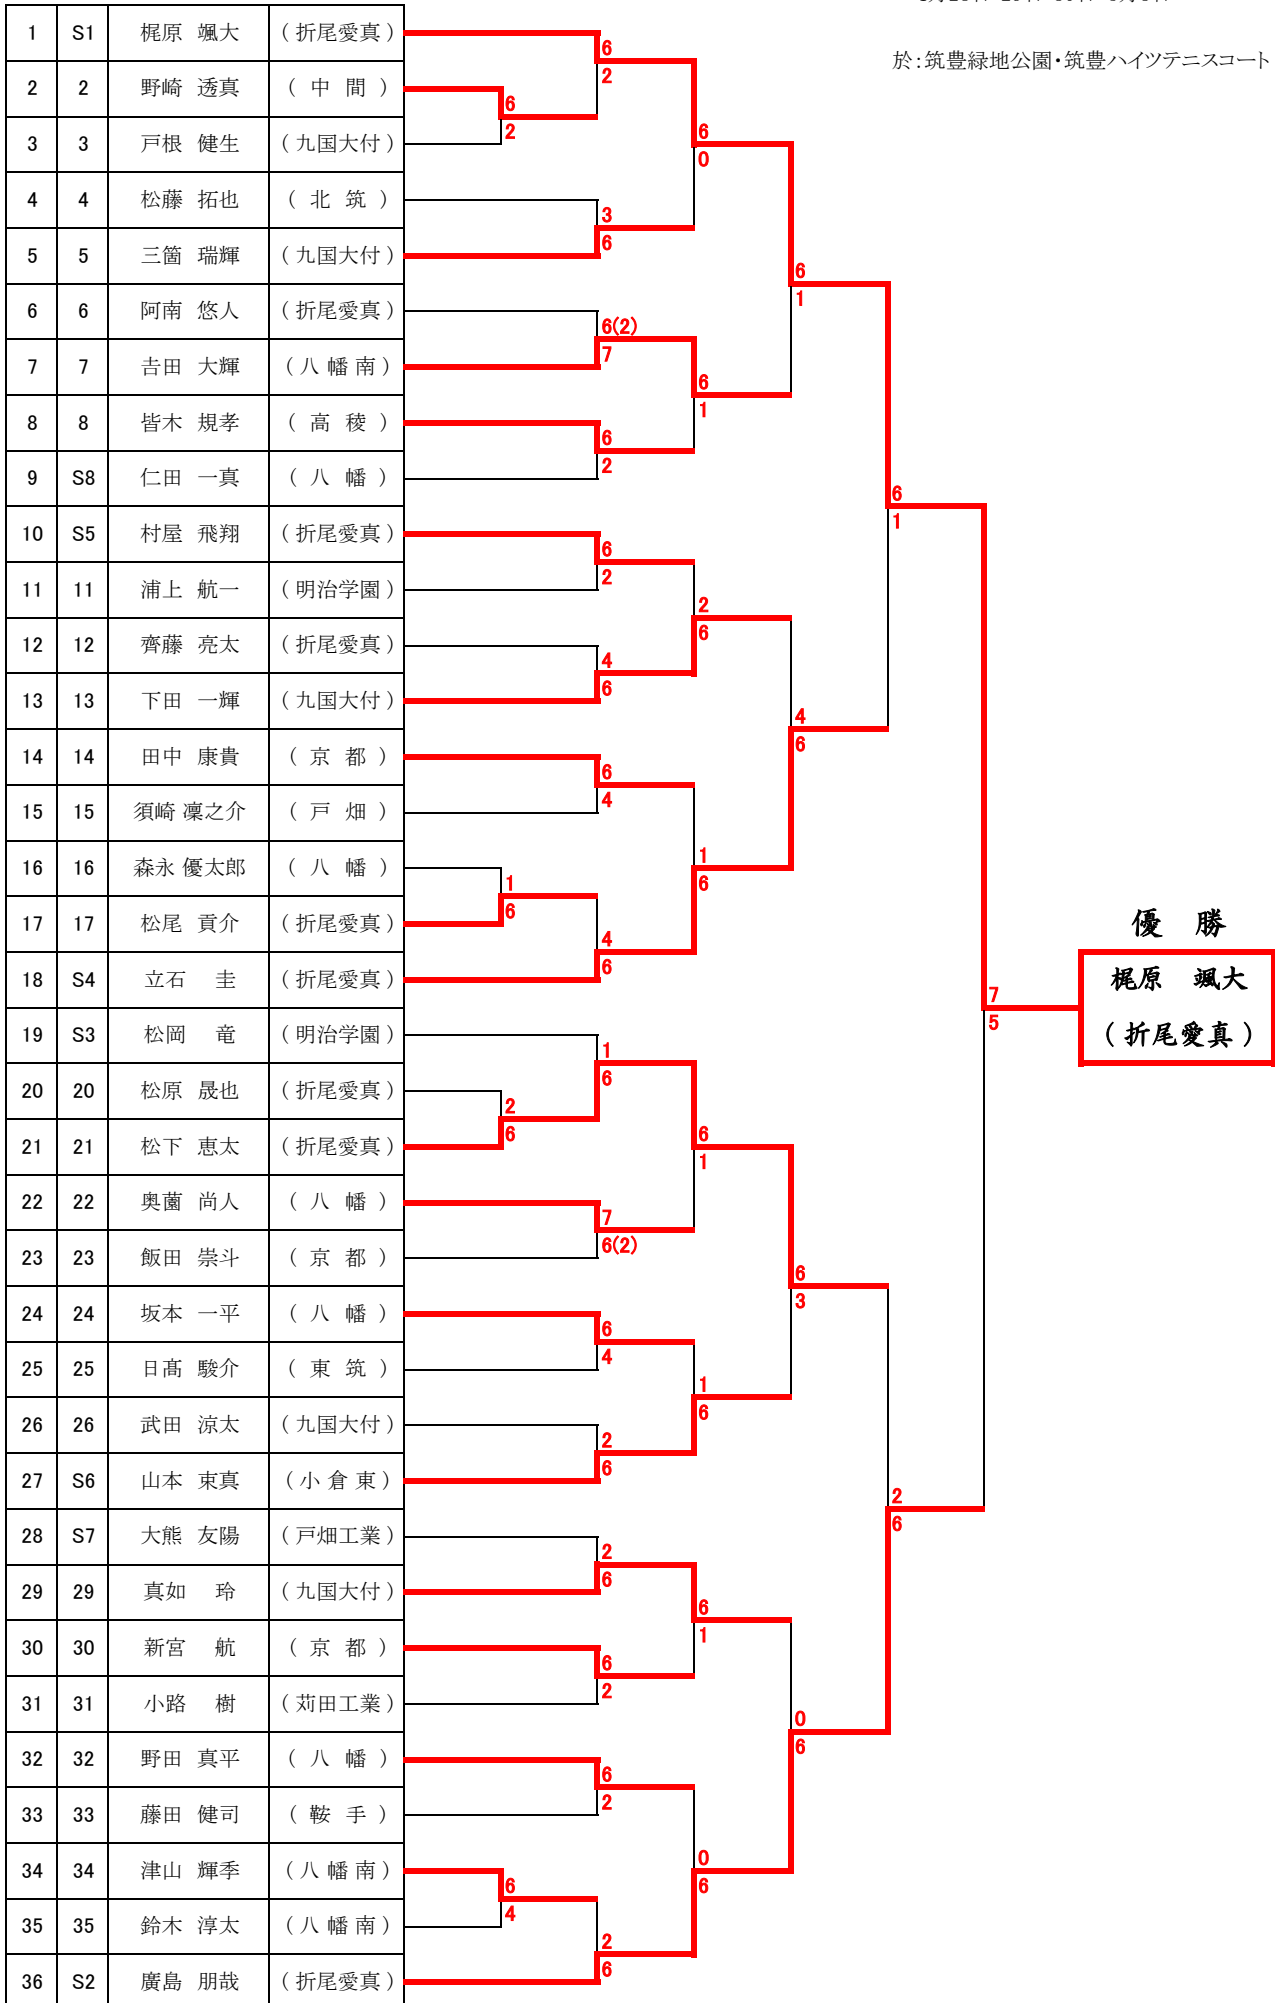 於：筑豊緑地公園・筑豊ハイツテニスコート
1 S1 梶原 颯大 （折尾愛真）
2 2 野崎 透真 （ 中 間 ）
3 3 戸根 健生 （九国大付）
4 4 松藤 拓也 （ 北 筑 ）
5 5 三箇 瑞輝 （九国大付）
6 6 阿南 悠人 （折尾愛真）
7 7 𠮷田 大輝 （八 幡 南）
8 8 皆木 規孝 （ 高 稜 ）
9 S8 仁田 一真 （ 八 幡 ）
10 S5 村屋 飛翔 （折尾愛真）
11 11 浦上 航一 （明治学園）
12 12 齊藤 亮太 （折尾愛真）
13 13 下田 一輝 （九国大付）
14 14 田中 康貴 （ 京 都 ）
15 15 須崎 凜之介 （ 戸 畑 ）
16 16 森永 優太郎 （ 八 幡 ）
17 17 松尾 貢介 （折尾愛真）
18 S4 立石 圭 （折尾愛真）
19 S3 松岡 竜 （明治学園）
20 20 松原 晟也 （折尾愛真）
21 21 松下 恵太 （折尾愛真）
22 22 奥薗 尚人 （ 八 幡 ）
23 23 飯田 崇斗 （ 京 都 ）
24 24 坂本 一平 （ 八 幡 ）
25 25 日髙 駿介 （ 東 筑 ）
26 26 武田 涼太 （九国大付）
27 S6 山本 束真 （小 倉 東）
28 S7 大熊 友陽 （戸畑工業）
29 29 真如 玲 （九国大付）
30 30 新宮 航 （ 京 都 ）
31 31 小路 樹 （苅田工業）
32 32 野田 真平 （ 八 幡 ）
33 33 藤田 健司 （ 鞍 手 ）
34 34 津山 輝季 （八 幡 南）
35 35 鈴木 淳太 （八 幡 南）
36 S2 廣島 朋哉 （折尾愛真）
6
2
1
6
2
6
6
4
6
2
3
6
6(2)
7
6
2
6
2
4
6
6
4
4
6
1
6
7
6(2)
6
4
2
6
2
6
6
2
6
2
2
6
6
0
6
1
2
6
1
6
6
1
1
6
6
1
0
6
6
1
4
6
6
3
0
6
6
1
2
6
7
5
優 勝
梶原 颯大
（折尾愛真）